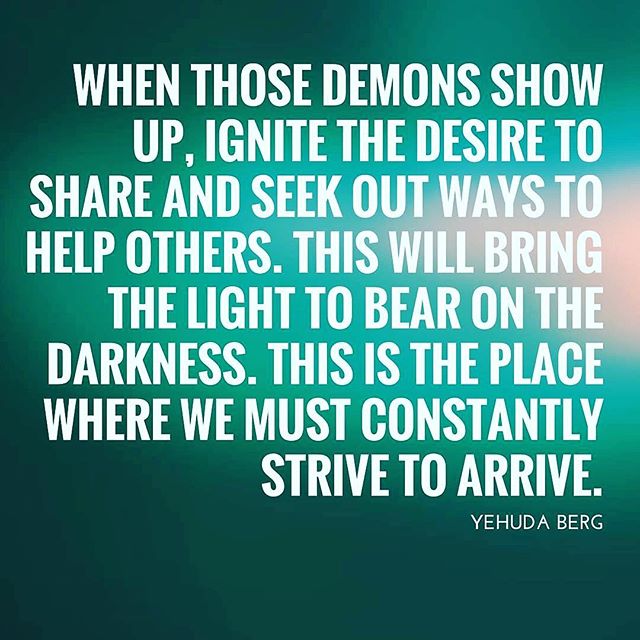 WHEN THOSE DEMONS SHOW
UP, IGNITE THE DESIRE TO
SHARE AND SEEK OUT WAYS TO
HELP OTHERS. THIS WILL BRING
THE LIGHT TO BEAR ON THE
DARKNESS. THIS IS THE PLACE
WHERE WE MUST CONSTANTLY
STRIVE TO ARRIVE.
YEHUDA BERG